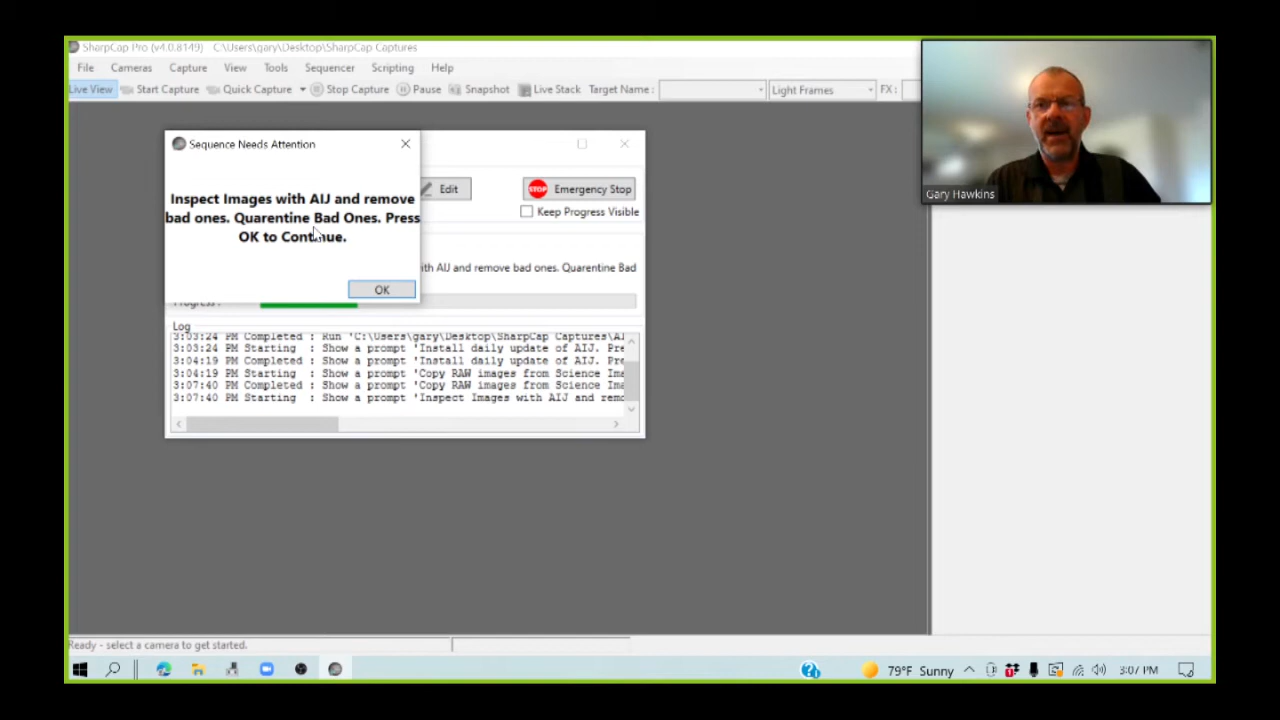 SharpCap Pro (v4.0.8149) C:\Users\gary\Desktop\SharpCap Captures
File Cameras Capture View Tools Sequencer Scripting Help
Live View Start Capture Quick Capture Stop Capture Pause Snapshot Live Stack Target Name : Light Frames FX :
Gary Hawkins
Sequence Needs Attention
Inspect Images with AIJ and remove
bad ones. Quarentine Bad Ones. Press
OK to Continue.
OK
Edit
STOP Emergency Stop
Keep Progress Visible
ith AIJ and remove bad ones. Quarentine Bad
Progress :
Log
3:03:24 PM Completed : Run 'C:\Users\gary\Desktop\SharpCap Captures\AI
3:03:24 PM Starting : Show a prompt 'Install daily update of AIJ. Pre
3:04:19 PM Completed : Show a prompt 'Install daily update of AIJ. Pre
3:04:19 PM Starting : Show a prompt 'Copy RAW images from Science Ima
3:07:40 PM Completed : Show a prompt 'Copy RAW images from Science Ima
3:07:40 PM Starting : Show a prompt 'Inspect Images with AIJ and remo
Ready - select a camera to get started.
79°F Sunny 3:07 PM